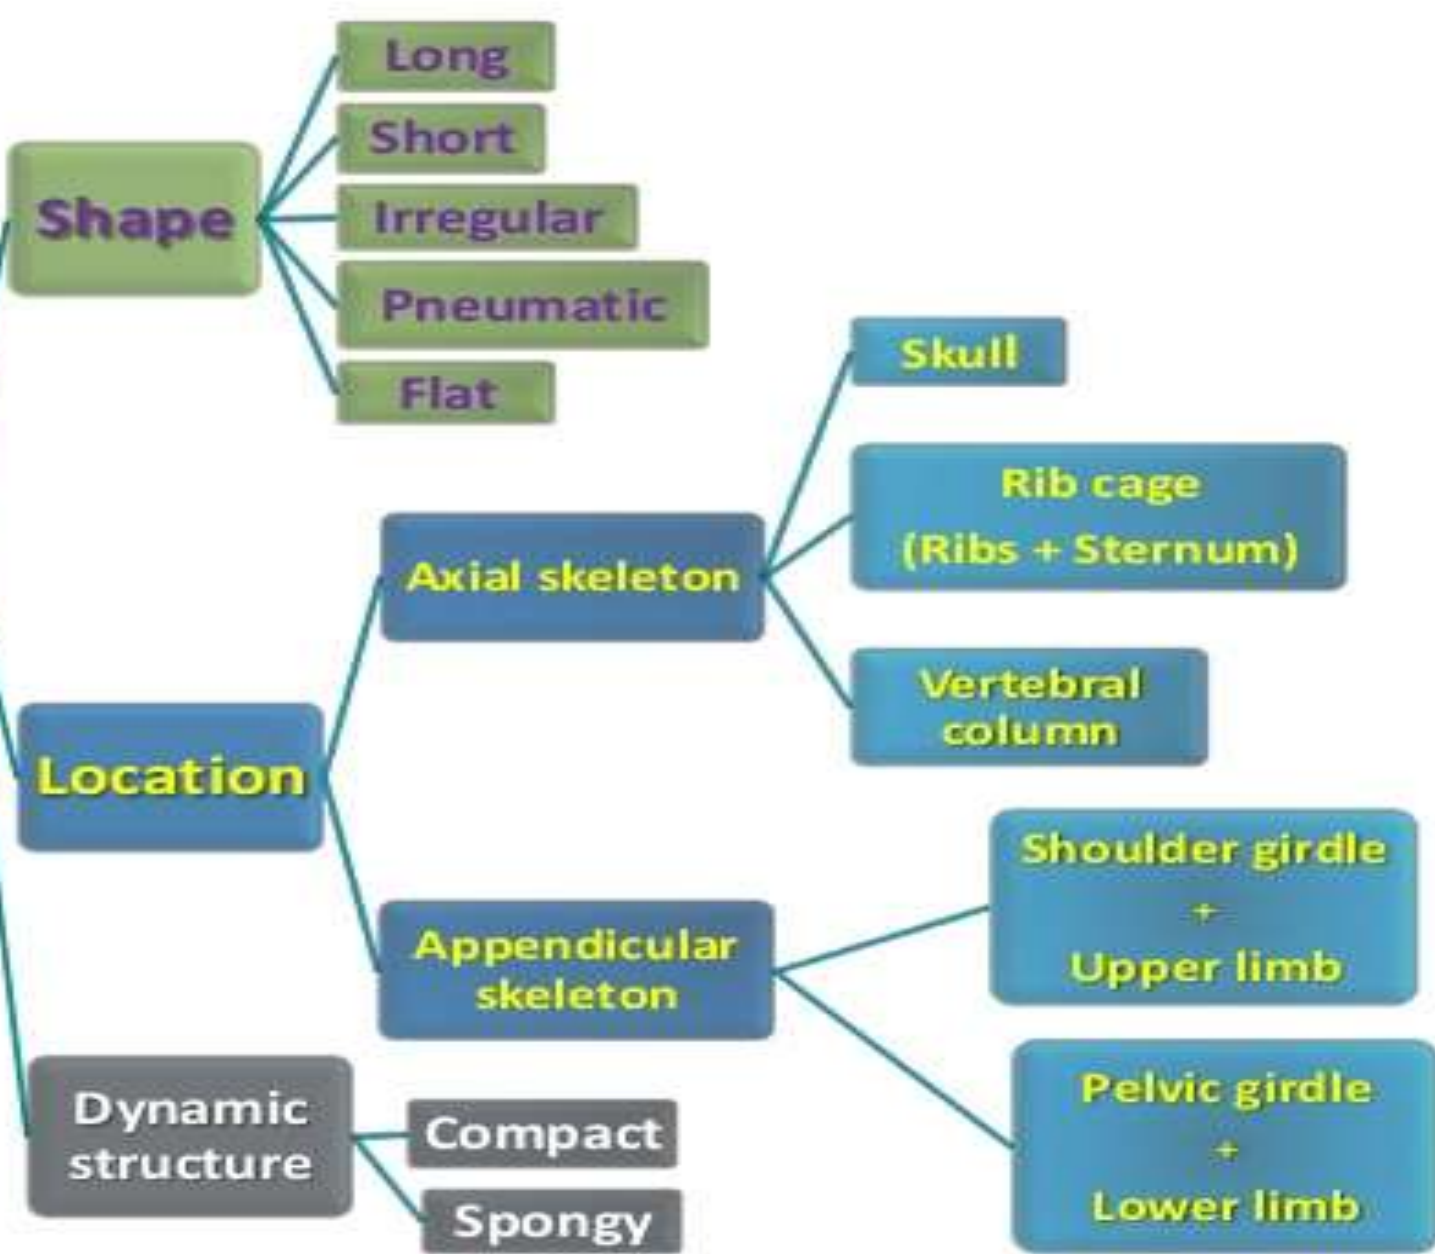 Shape
Long
Short
Irregular
Pneumatic
Flat
Location
Axial skeleton
Skull
Rib cage
(Ribs + Sternum)
Vertebral
column
Appendicular
skeleton
Shoulder girdle
+
Upper limb
Pelvic girdle
+
Lower limb
Dynamic
structure
Compact
Spongy